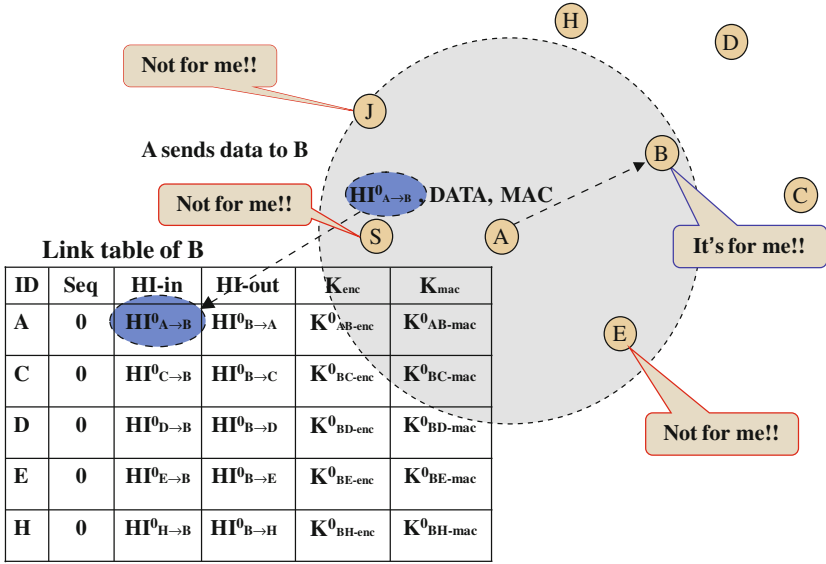 H
D
Not for me!!
J
A sends data to B
B
HI⁰A→B , DATA, MAC
C
Not for me!!
S
A
It's for me!!
Link table of B
ID Seq HI-in HI-out Kenc Kmac
A 0 HI⁰A→B HI⁰B→A K⁰AB-enc K⁰AB-mac
E
C 0 HI⁰C→B HI⁰B→C K⁰BC-enc K⁰BC-mac
D 0 HI⁰D→B HI⁰B→D K⁰BD-enc K⁰BD-mac
Not for me!!
E 0 HI⁰E→B HI⁰B→E K⁰BE-enc K⁰BE-mac
H 0 HI⁰H→B HI⁰B→H K⁰BH-enc K⁰BH-mac